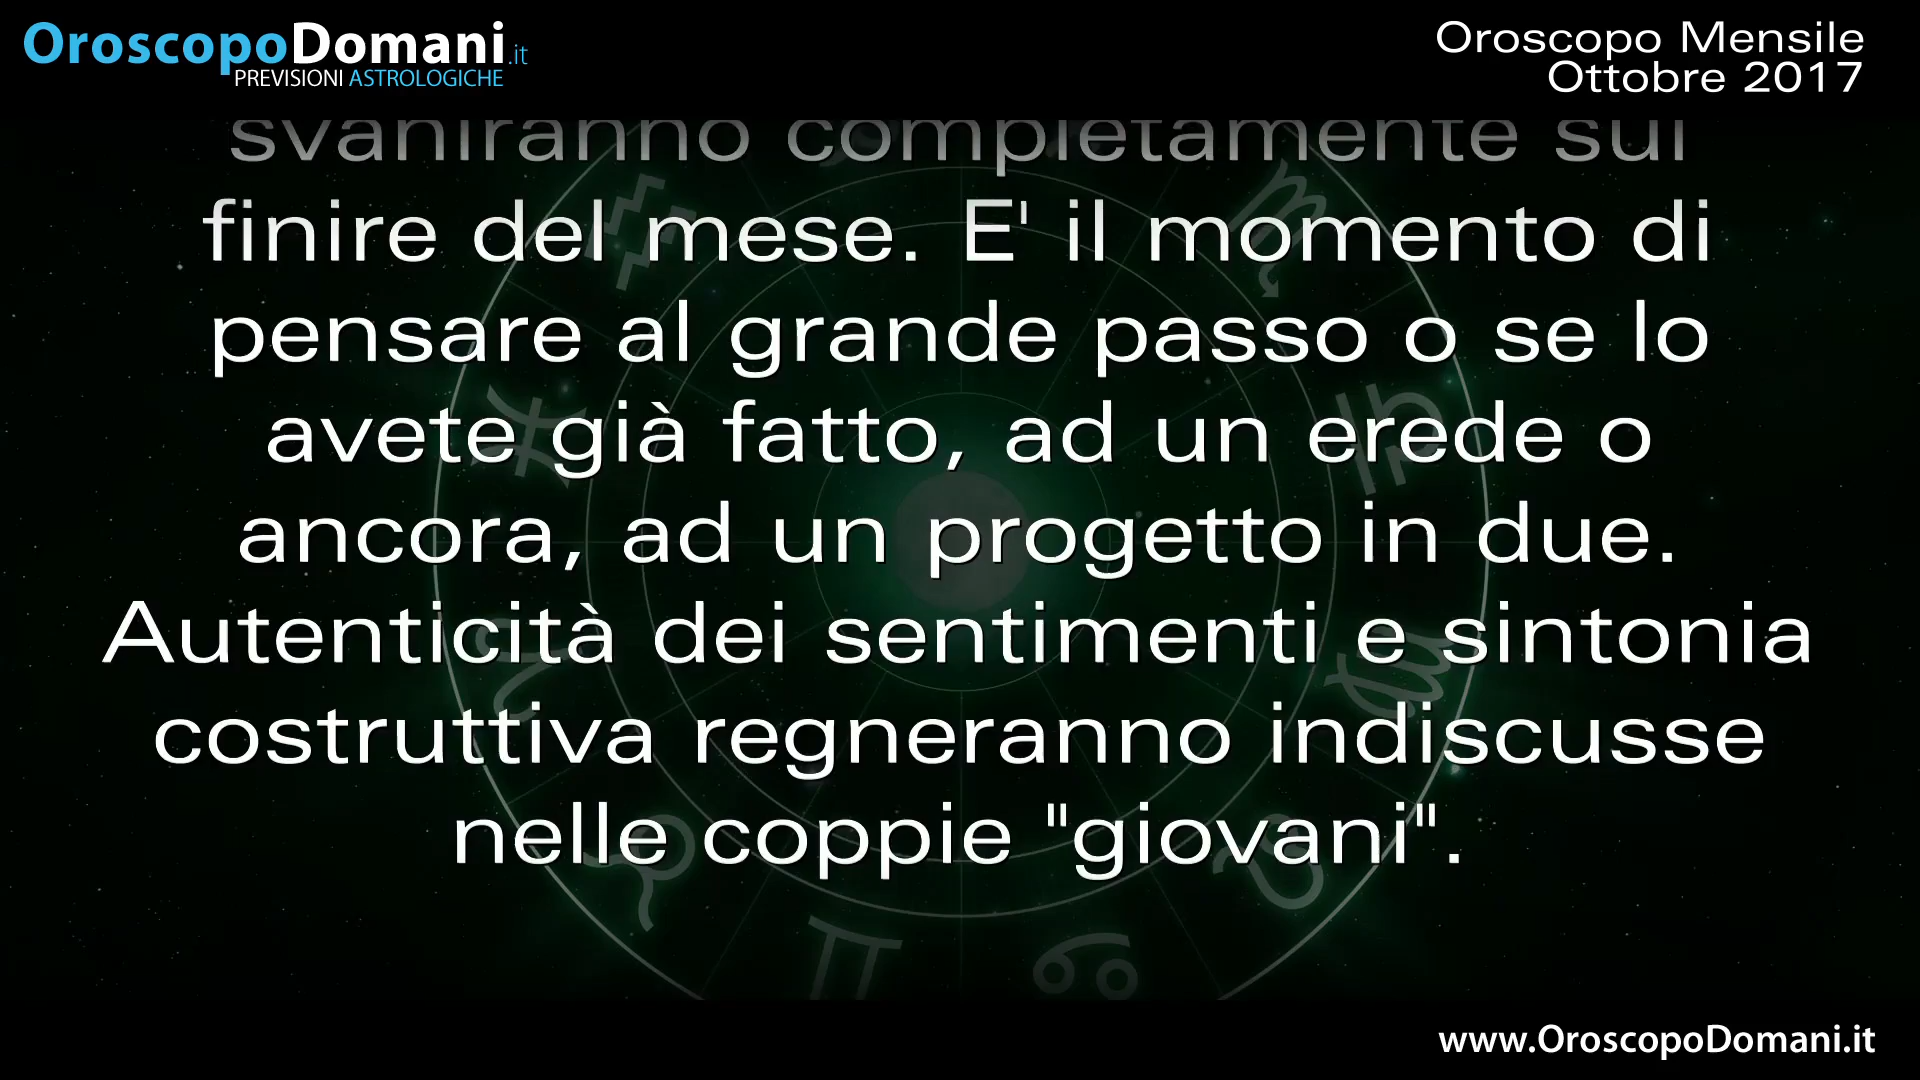 OroscopoDomani.it
PREVISIONI ASTROLOGICHE
Oroscopo Mensile
Ottobre 2017
svaniranno completamente sul
finire del mese. E' il momento di
pensare al grande passo o se lo
avete già fatto, ad un erede o
ancora, ad un progetto in due.
Autenticità dei sentimenti e sintonia
costruttiva regneranno indiscusse
nelle coppie "giovani".
www.OroscopoDomani.it